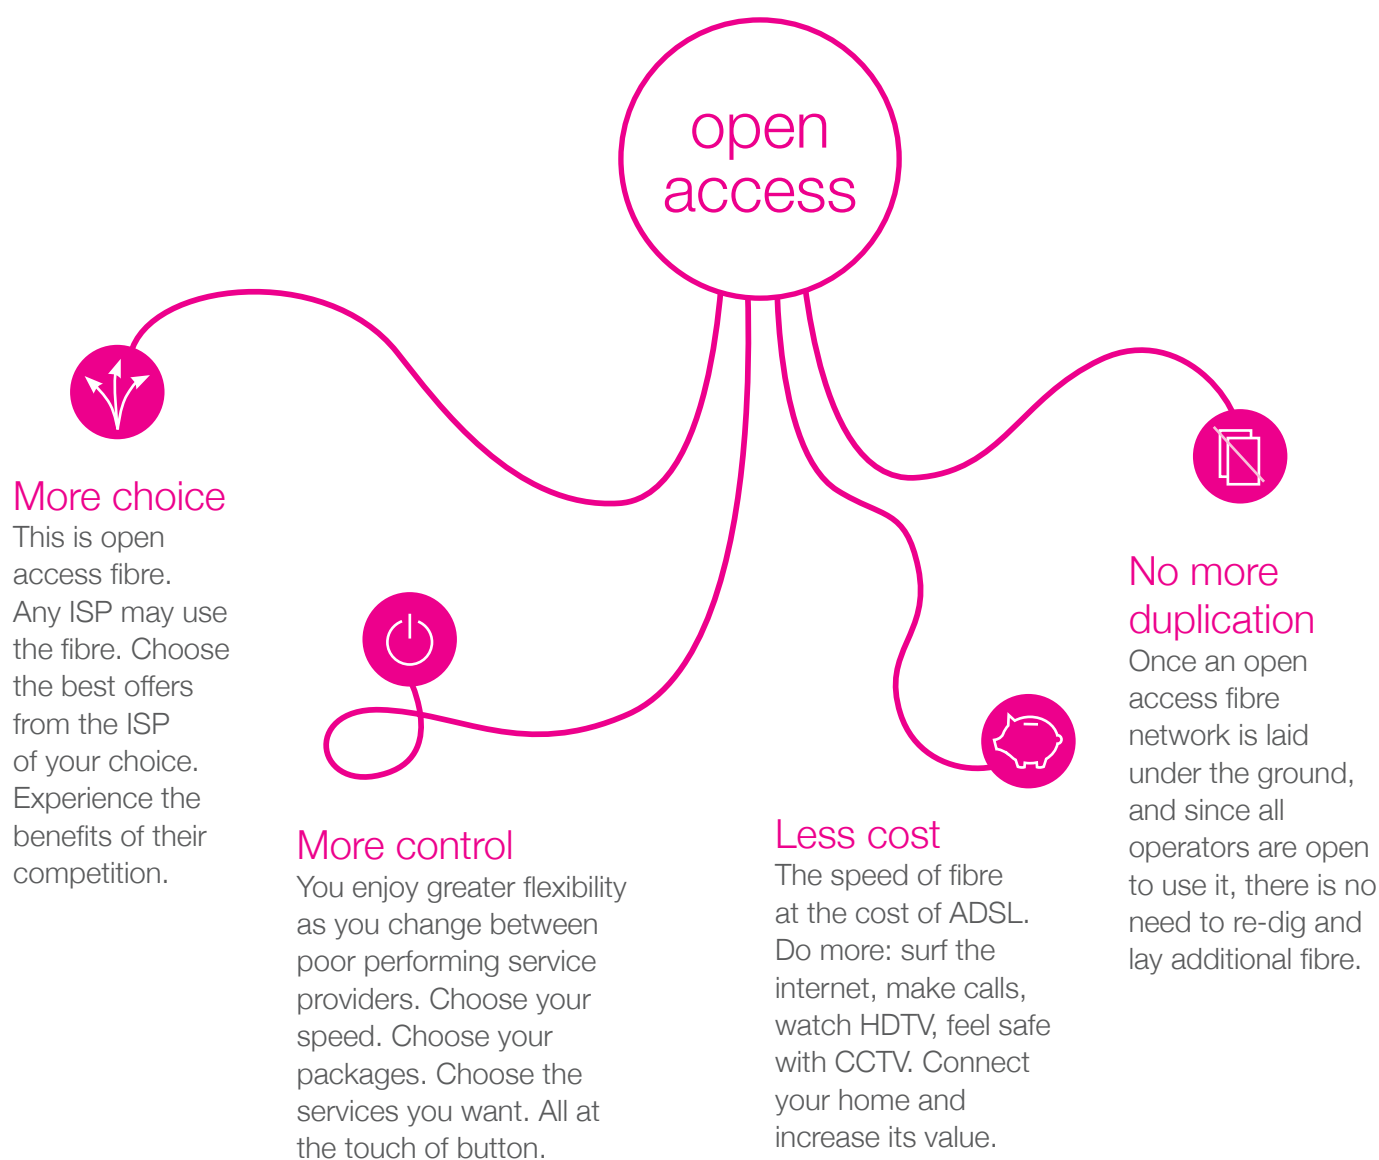 open
access
More choice
This is open
access fibre.
Any ISP may use
the fibre. Choose
the best offers
from the ISP
of your choice.
Experience the
benefits of their
competition.
More control
You enjoy greater flexibility
as you change between
poor performing service
providers. Choose your
speed. Choose your
packages. Choose the
services you want. All at
the touch of button.
Less cost
The speed of fibre
at the cost of ADSL.
Do more: surf the
internet, make calls,
watch HDTV, feel safe
with CCTV. Connect
your home and
increase its value.
No more
duplication
Once an open
access fibre
network is laid
under the ground,
and since all
operators are open
to use it, there is no
need to re-dig and
lay additional fibre.